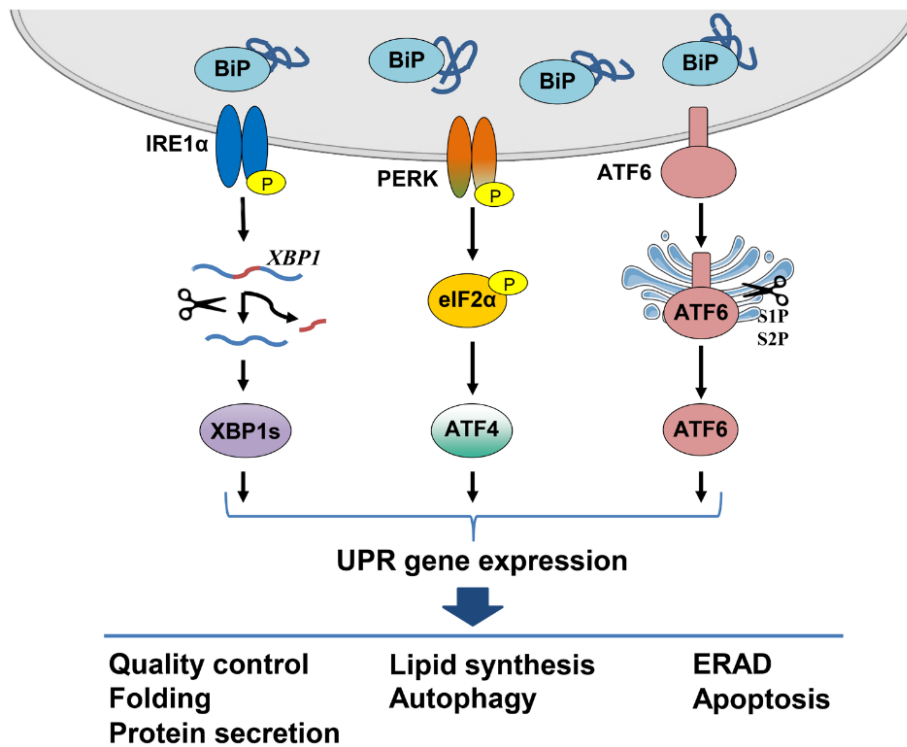 BiP
BiP
BiP
BiP
IRE1α
P
PERK
P
ATF6
XBP1
eIF2α
P
ATF6
S1P
S2P
XBP1s
ATF4
ATF6
UPR gene expression
Quality control
Folding
Protein secretion
Lipid synthesis
Autophagy
ERAD
Apoptosis